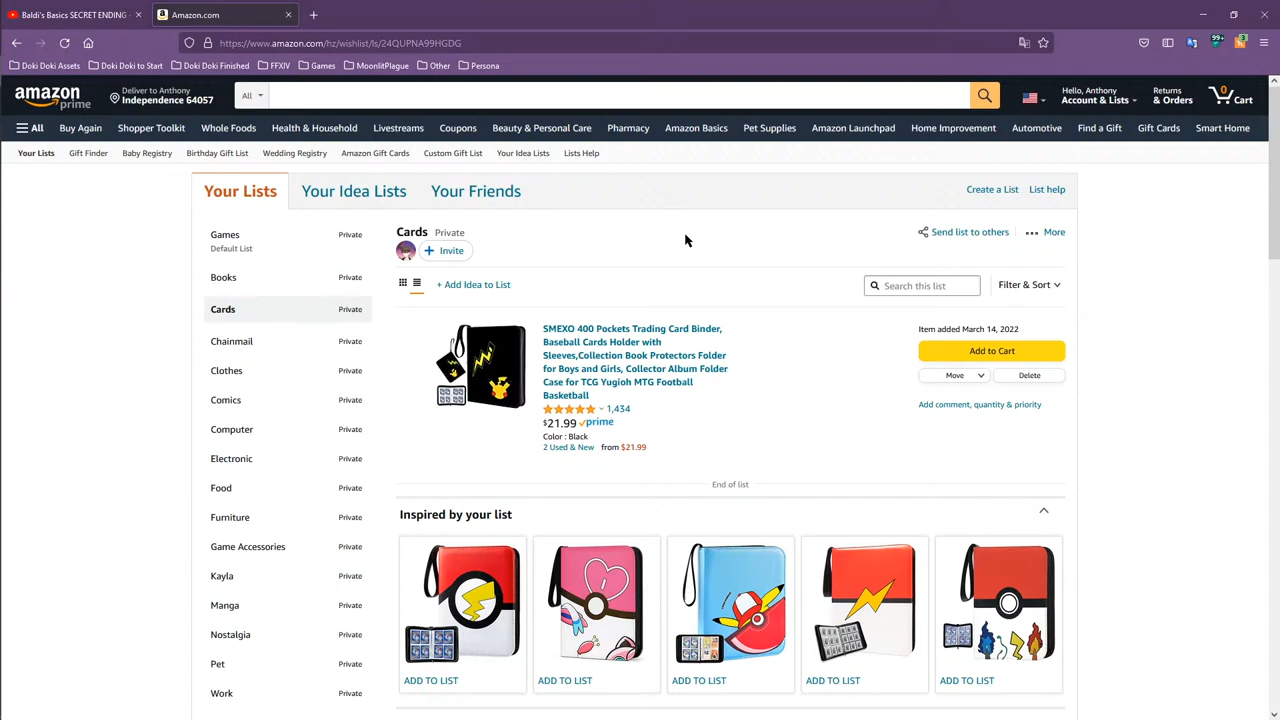 Baldi's Basics SECRET ENDING -
Amazon.com
https://www.amazon.com/hz/wishlist/ls/24QUPNA99HGDG
99+
3
Doki Doki Assets
Doki Doki to Start
Doki Doki Finished
FFXIV
Games
MoonlitPlague
Other
Persona
amazon prime
Deliver to Anthony
Independence 64057
All
Hello, Anthony
Account & Lists
Returns
& Orders
0
Cart
All
Buy Again
Shopper Toolkit
Whole Foods
Health & Household
Livestreams
Coupons
Beauty & Personal Care
Pharmacy
Amazon Basics
Pet Supplies
Amazon Launchpad
Home Improvement
Automotive
Find a Gift
Gift Cards
Smart Home
Your Lists
Gift Finder
Baby Registry
Birthday Gift List
Wedding Registry
Amazon Gift Cards
Custom Gift List
Your Idea Lists
Lists Help
Your Lists
Your Idea Lists
Your Friends
Create a List
List help
Games Private
Default List
Books Private
Cards Private
Chainmail Private
Clothes Private
Comics Private
Computer Private
Electronic Private
Food Private
Furniture Private
Game Accessories Private
Kayla Private
Manga Private
Nostalgia Private
Pet Private
Work Private
Cards Private
+ Invite
Send list to others
More
+ Add Idea to List
Search this list
Filter & Sort
SMEXO 400 Pockets Trading Card Binder,
Baseball Cards Holder with
Sleeves,Collection Book Protectors Folder
for Boys and Girls, Collector Album Folder
Case for TCG Yugioh MTG Football
Basketball
1,434
$21.99 prime
Color : Black
2 Used & New from $21.99
Item added March 14, 2022
Add to Cart
Move
Delete
Add comment, quantity & priority
End of list
Inspired by your list
ADD TO LIST
ADD TO LIST
ADD TO LIST
ADD TO LIST
ADD TO LIST